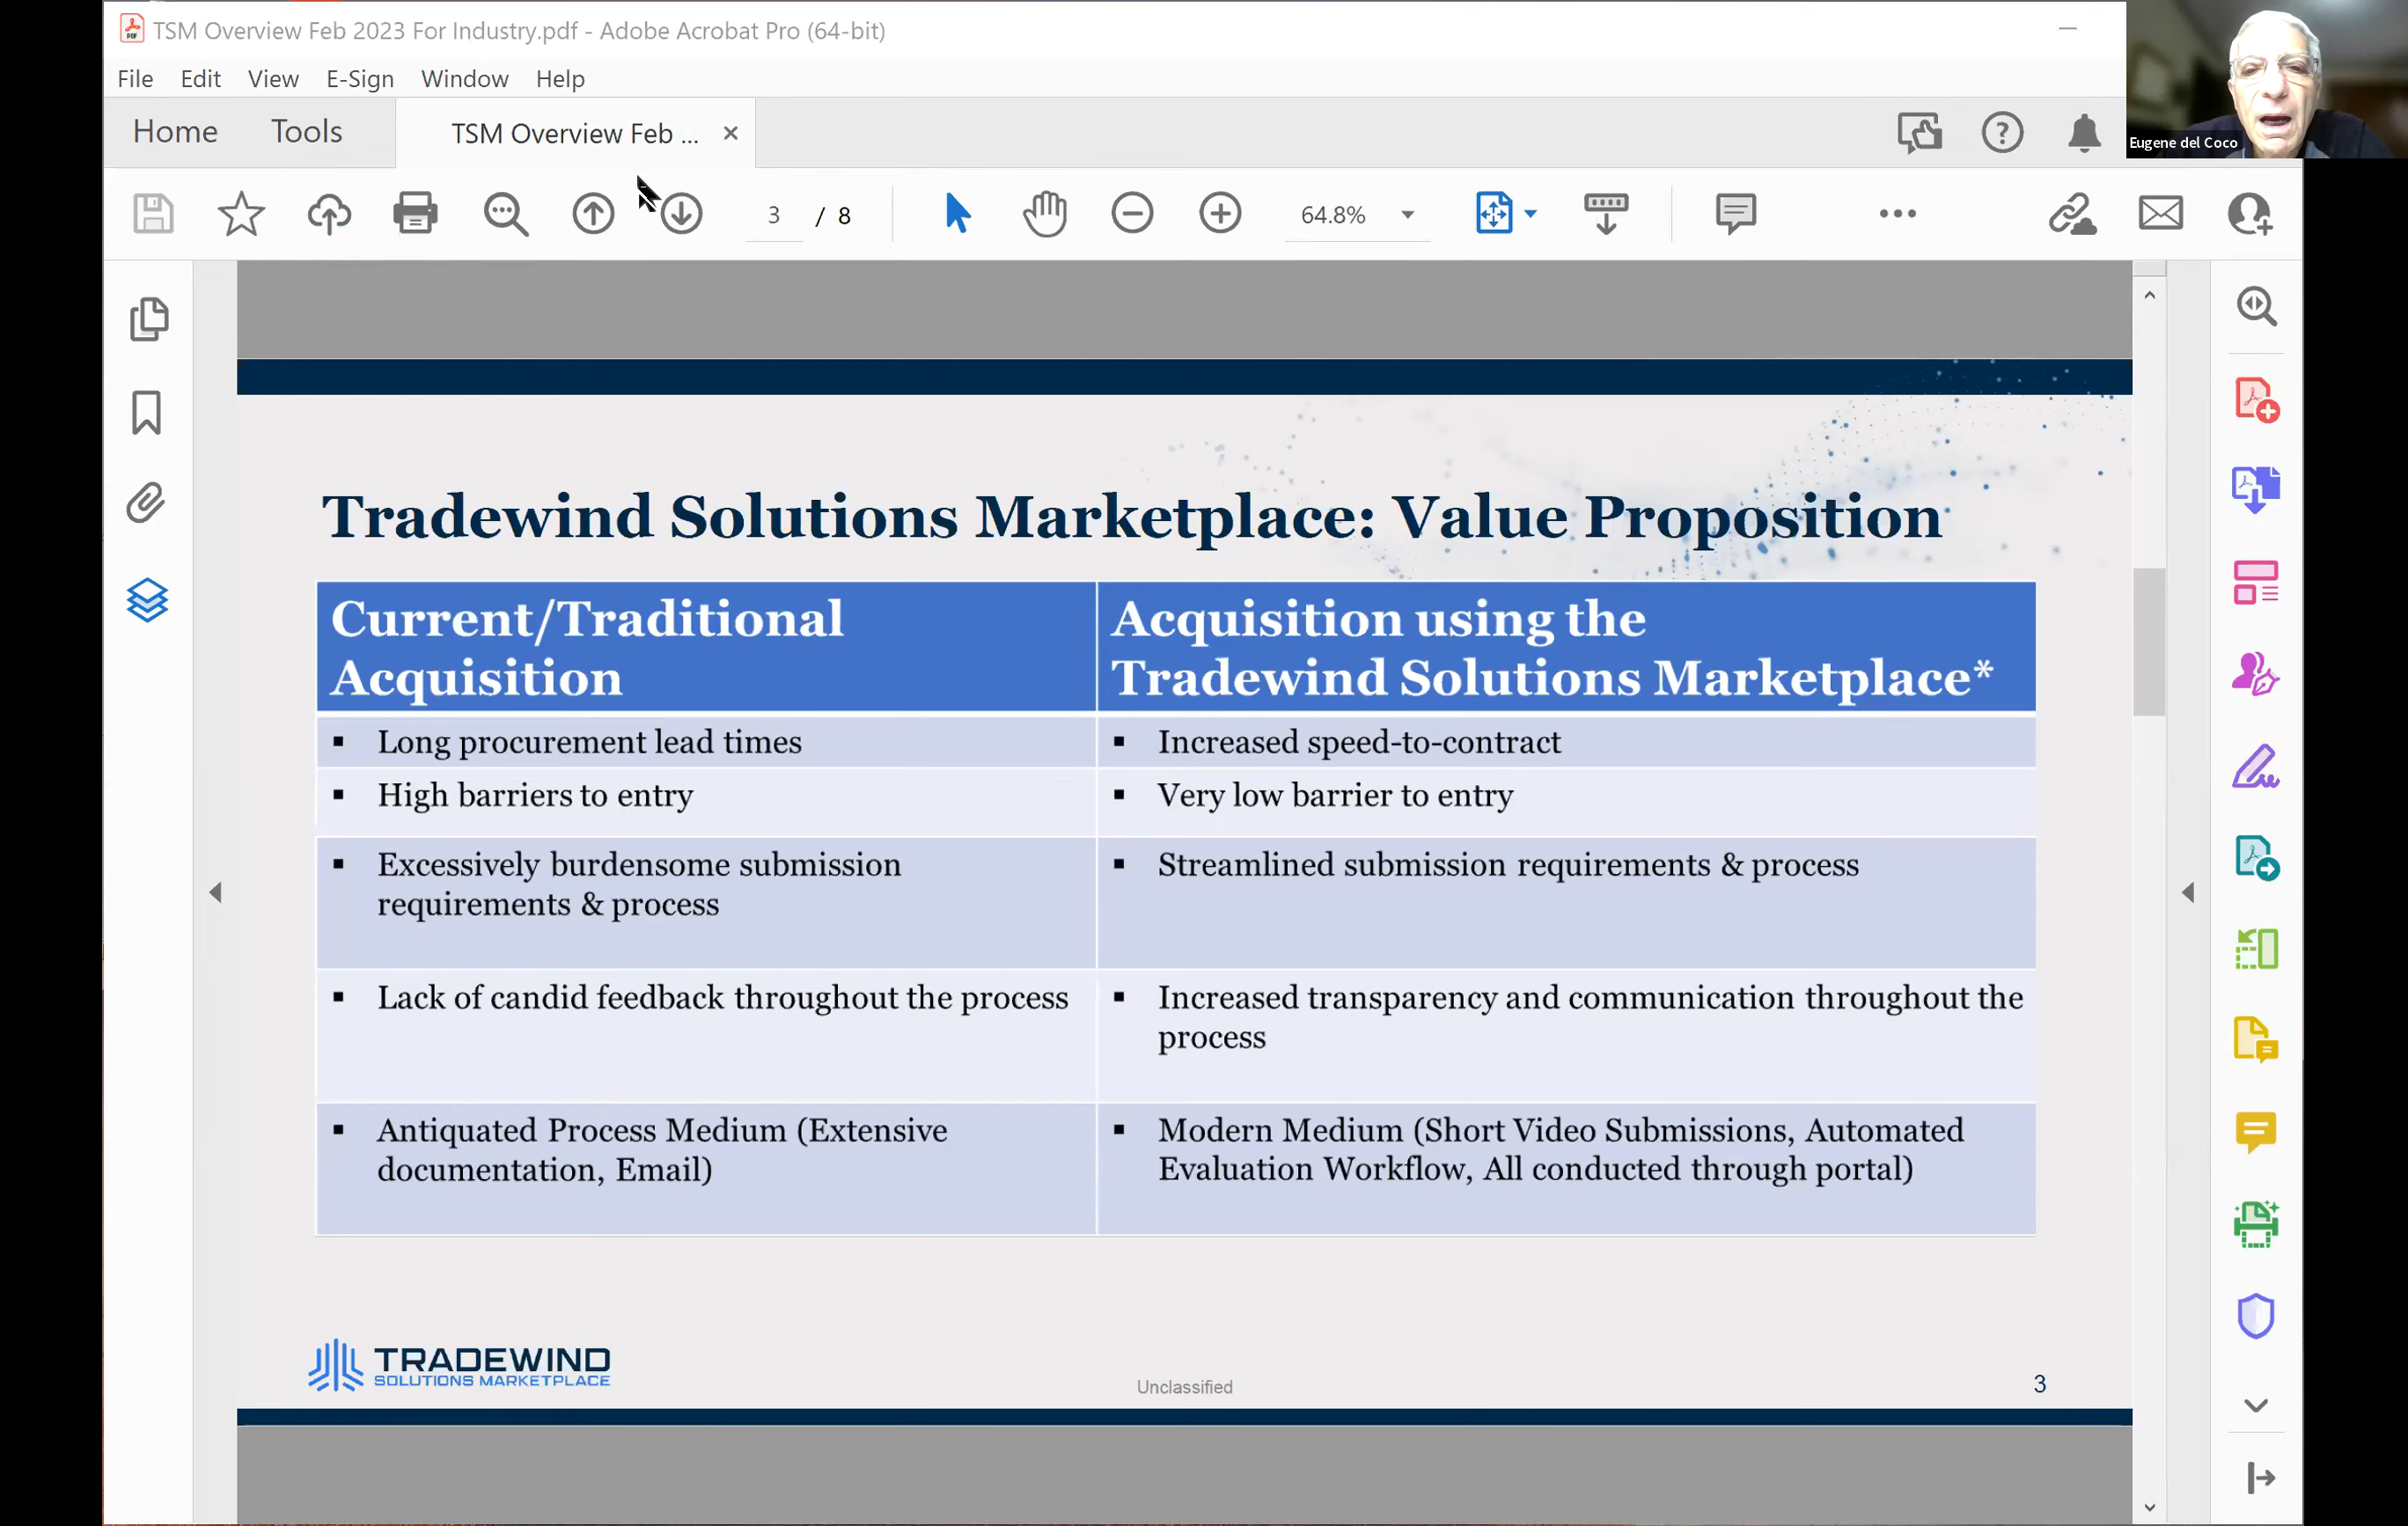 TSM Overview Feb 2023 For Industry.pdf - Adobe Acrobat Pro (64-bit)
File Edit View E-Sign Window Help
Home Tools TSM Overview Feb ...
Eugene del Coco
3 / 8 64.8%
Tradewind Solutions Marketplace: Value Proposition
Current/Traditional
Acquisition
Acquisition using the
Tradewind Solutions Marketplace*
▪ Long procurement lead times
▪ Increased speed-to-contract
▪ High barriers to entry
▪ Very low barrier to entry
▪ Excessively burdensome submission
requirements & process
▪ Streamlined submission requirements & process
▪ Lack of candid feedback throughout the process
▪ Increased transparency and communication throughout the
process
▪ Antiquated Process Medium (Extensive
documentation, Email)
▪ Modern Medium (Short Video Submissions, Automated
Evaluation Workflow, All conducted through portal)
TRADEWIND
SOLUTIONS MARKETPLACE
Unclassified
3